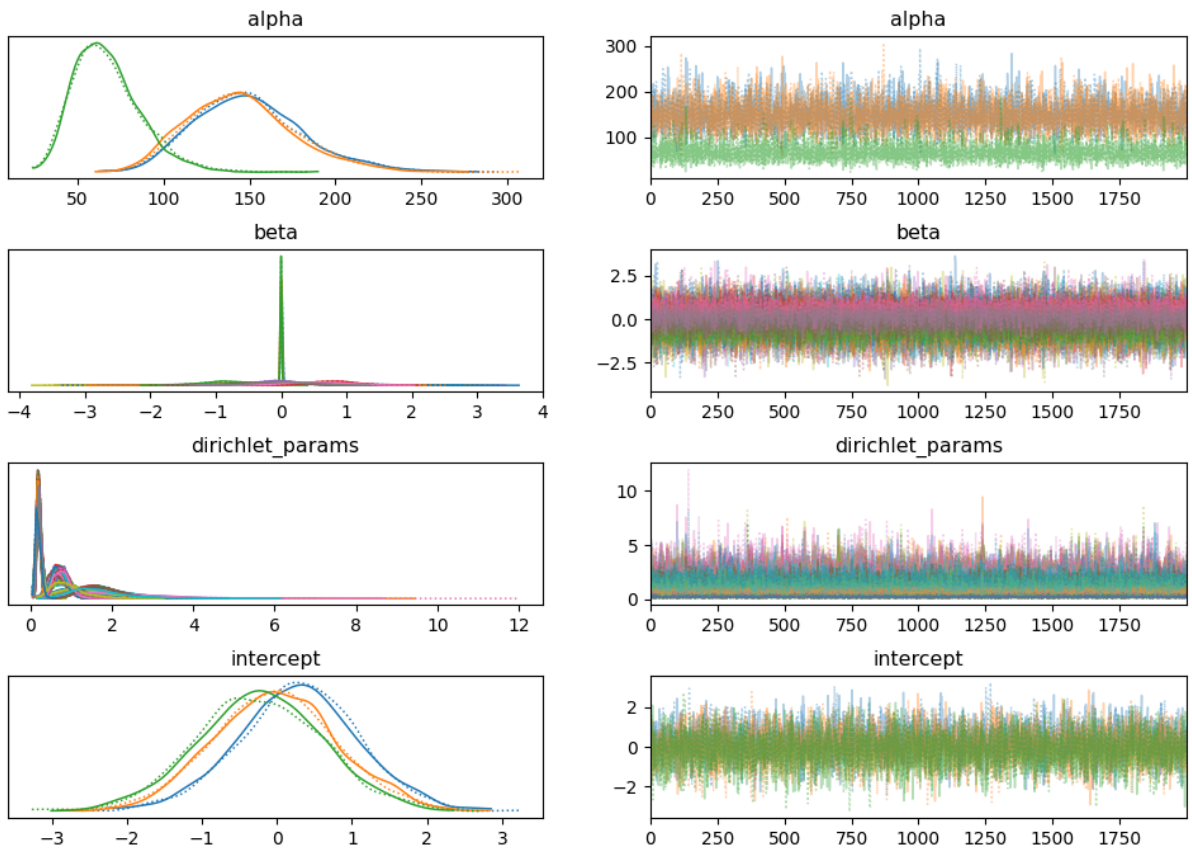 alpha alpha
300
200
100
50 100 150 200 250 300 0 250 500 750 1000 1250 1500 1750
beta beta
2.5
0.0
−2.5
−4 −3 −2 −1 0 1 2 3 4 0 250 500 750 1000 1250 1500 1750
dirichlet_params dirichlet_params
10
5
0
0 2 4 6 8 10 12 0 250 500 750 1000 1250 1500 1750
intercept intercept
2
0
−2
−3 −2 −1 0 1 2 3 0 250 500 750 1000 1250 1500 1750